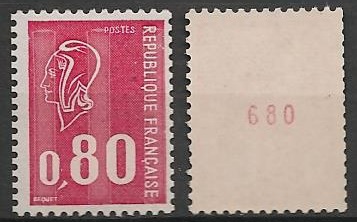 POSTES
REPUBLIQUE FRANÇAISE
0,80
BEQUET
680